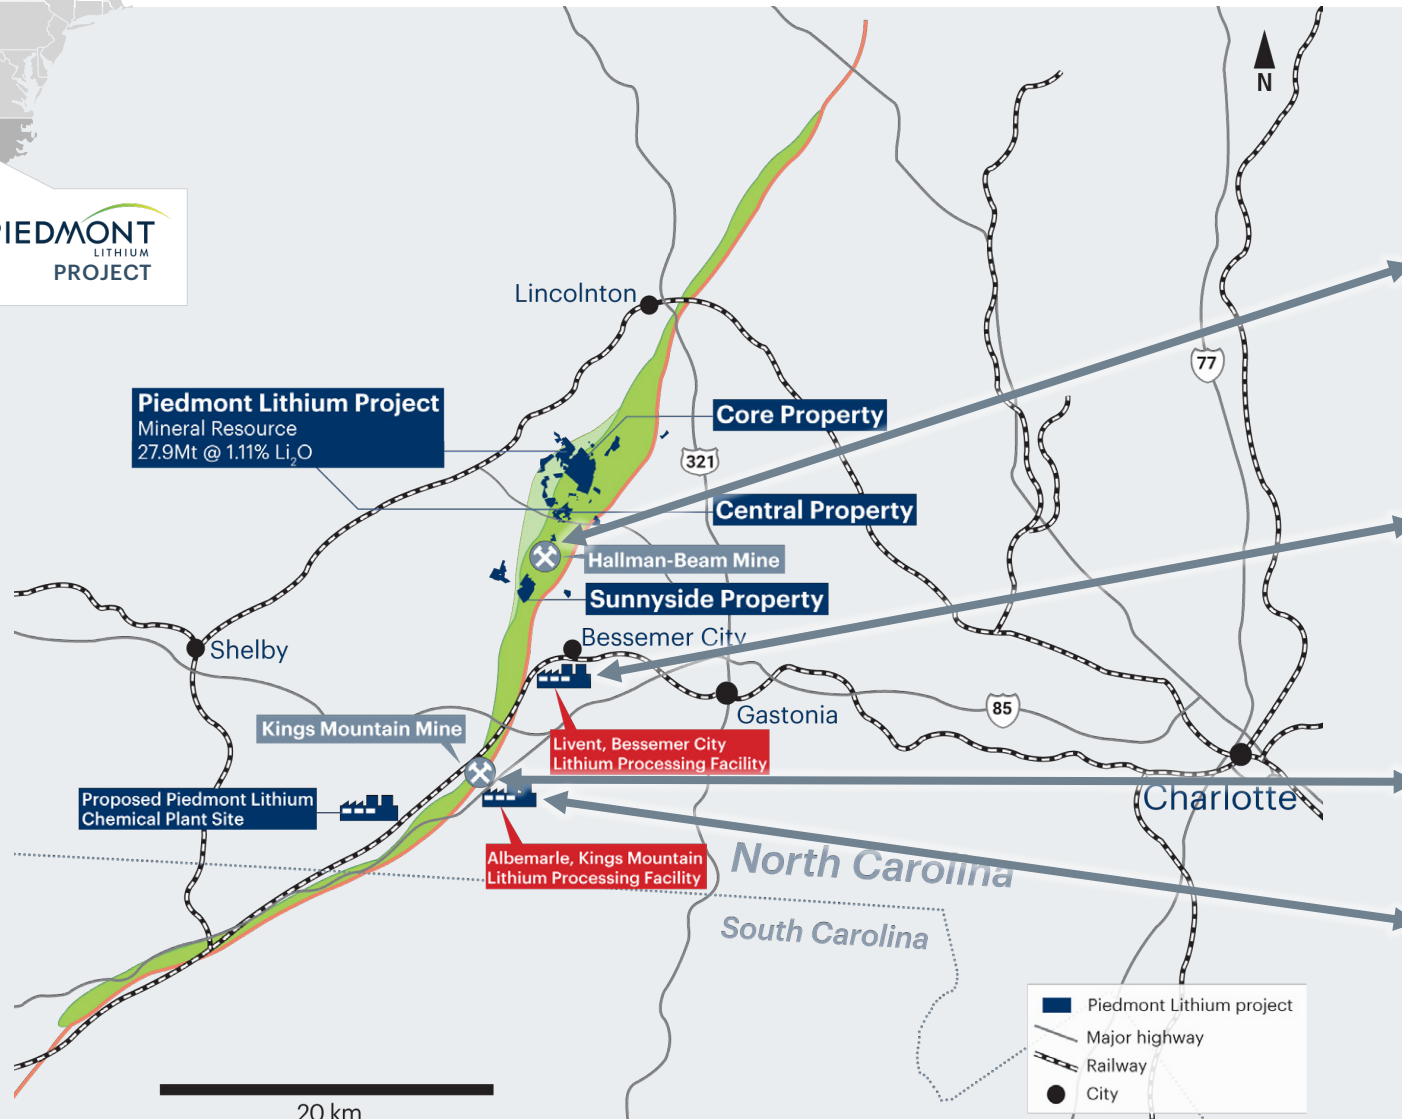 N
PIEDMONT
LITHIUM
PROJECT
Lincolnton
77
Piedmont Lithium Project
Mineral Resource
27.9Mt @ 1.11% Li₂O
Core Property
321
Central Property
Hallman-Beam Mine
Sunnyside Property
Bessemer City
Shelby
Gastonia
85
Kings Mountain Mine
Livent, Bessemer City
Lithium Processing Facility
Proposed Piedmont Lithium
Chemical Plant Site
Charlotte
Albemarle, Kings Mountain
Lithium Processing Facility
North Carolina
South Carolina
Piedmont Lithium project
Major highway
Railway
City
20 km